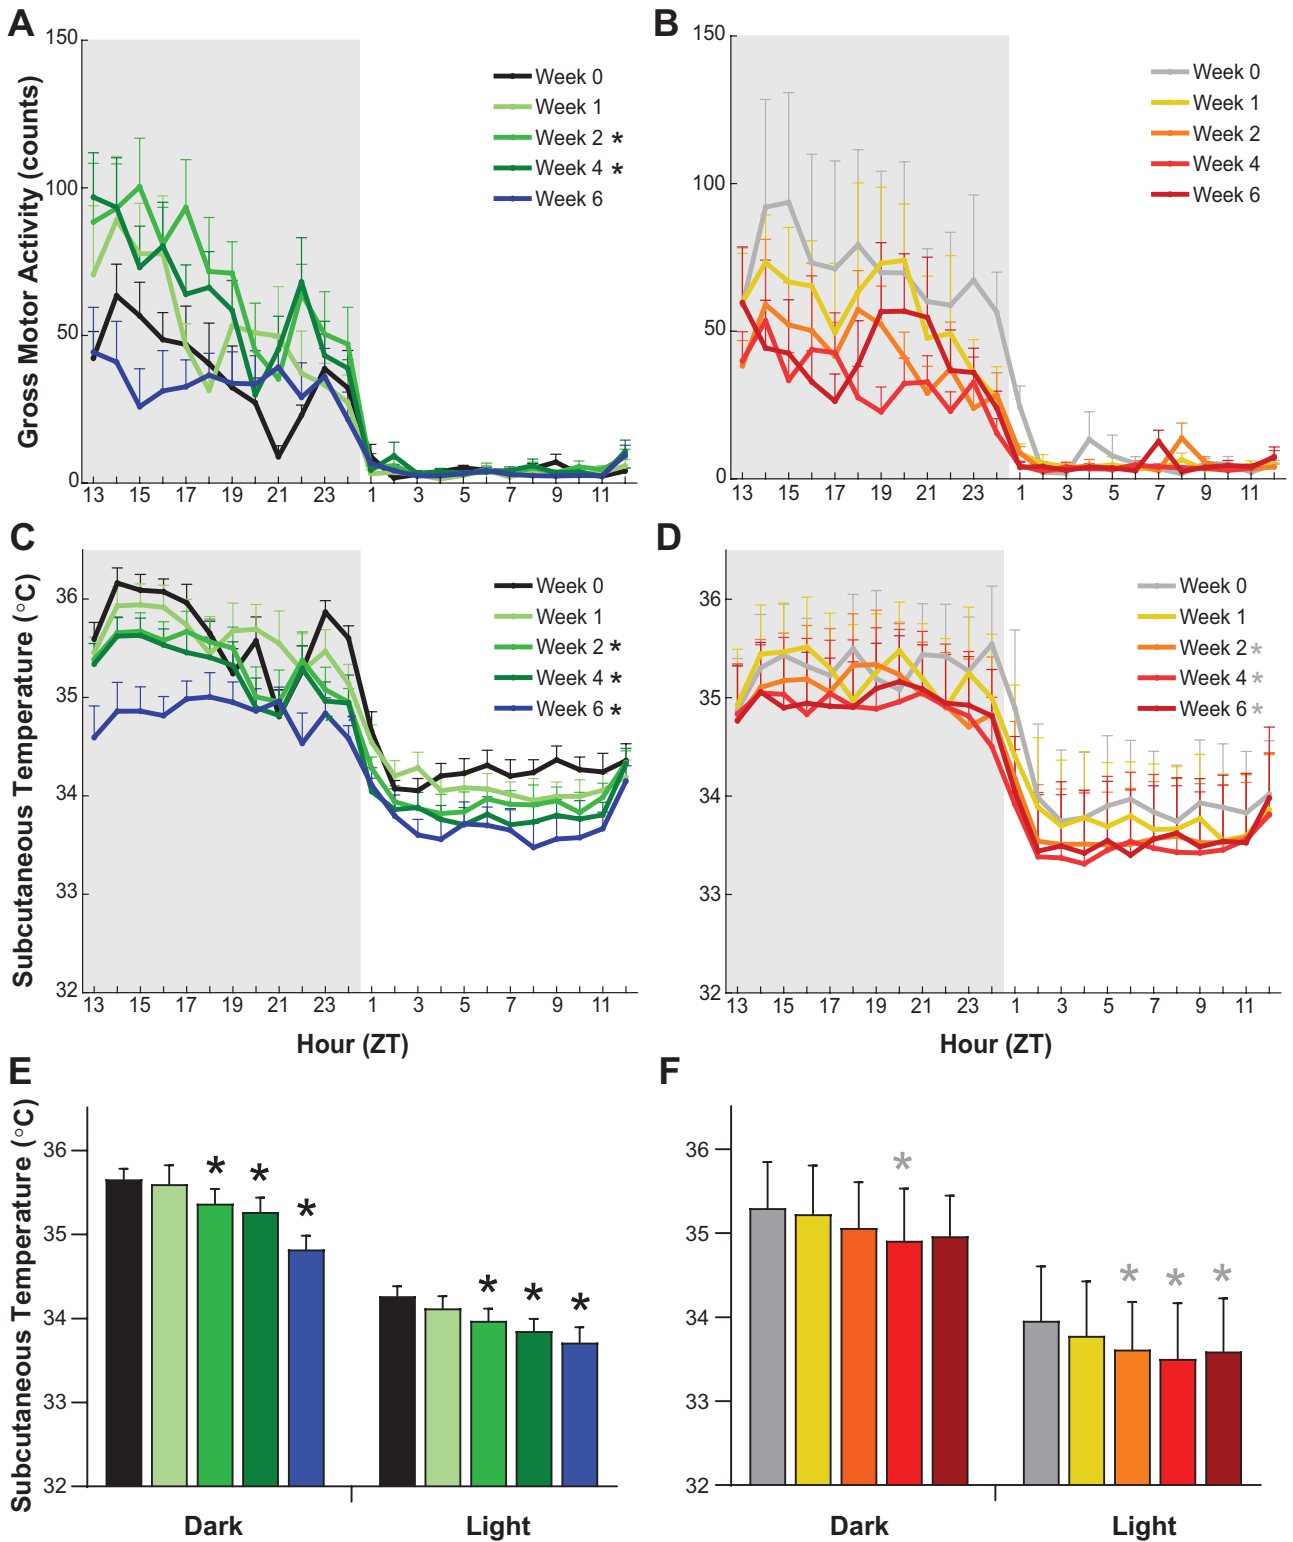 A
B
150
100
50
0
Gross Motor Activity (counts)
Week 0
Week 1
Week 2 *
Week 4 *
Week 6
13 15 17 19 21 23 1 3 5 7 9 11
150
100
50
0
Week 0
Week 1
Week 2
Week 4
Week 6
13 15 17 19 21 23 1 3 5 7 9 11
C
D
36
35
34
33
32
Subcutaneous Temperature (°C)
Week 0
Week 1
Week 2 *
Week 4 *
Week 6 *
13 15 17 19 21 23 1 3 5 7 9 11
Hour (ZT)
36
35
34
33
32
Week 0
Week 1
Week 2 *
Week 4 *
Week 6 *
13 15 17 19 21 23 1 3 5 7 9 11
Hour (ZT)
E
F
36
35
34
33
32
Subcutaneous Temperature (°C)
* * * * * *
Dark Light
36
35
34
33
32
* * * *
Dark Light